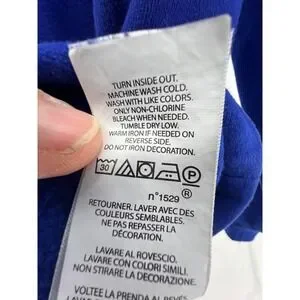 TURN INSIDE OUT.
MACHINE WASH COLD.
WASH WITH LIKE COLORS.
ONLY NON-CHLORINE
BLEACH WHEN NEEDED.
TUMBLE DRY LOW.
WARM IRON IF NEEDED ON
REVERSE SIDE.
DO NOT IRON DECORATION.
30 P
®
n°1529
RETOURNER. LAVER AVEC DES
COULEURS SEMBLABLES.
NE PAS REPASSER LA
DÉCORATION.
LAVARE AL ROVESCIO.
LAVARE CON COLORI SIMILI.
NON STIRARE LA DECORAZIONE.
VOLTEE LA PRENDA AL REVÉS